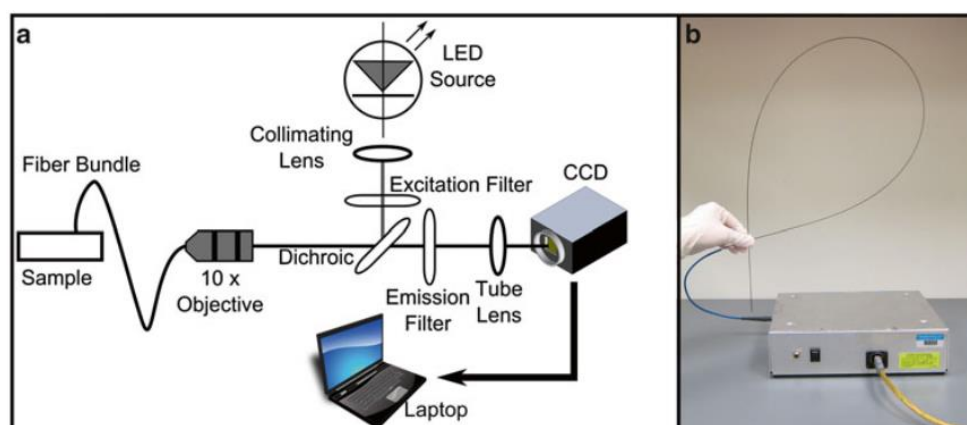 a
LED
Source
Collimating
Lens
Fiber Bundle
Excitation Filter
CCD
Sample
10 x
Objective
Dichroic
Emission
Filter
Tube
Lens
Laptop
b